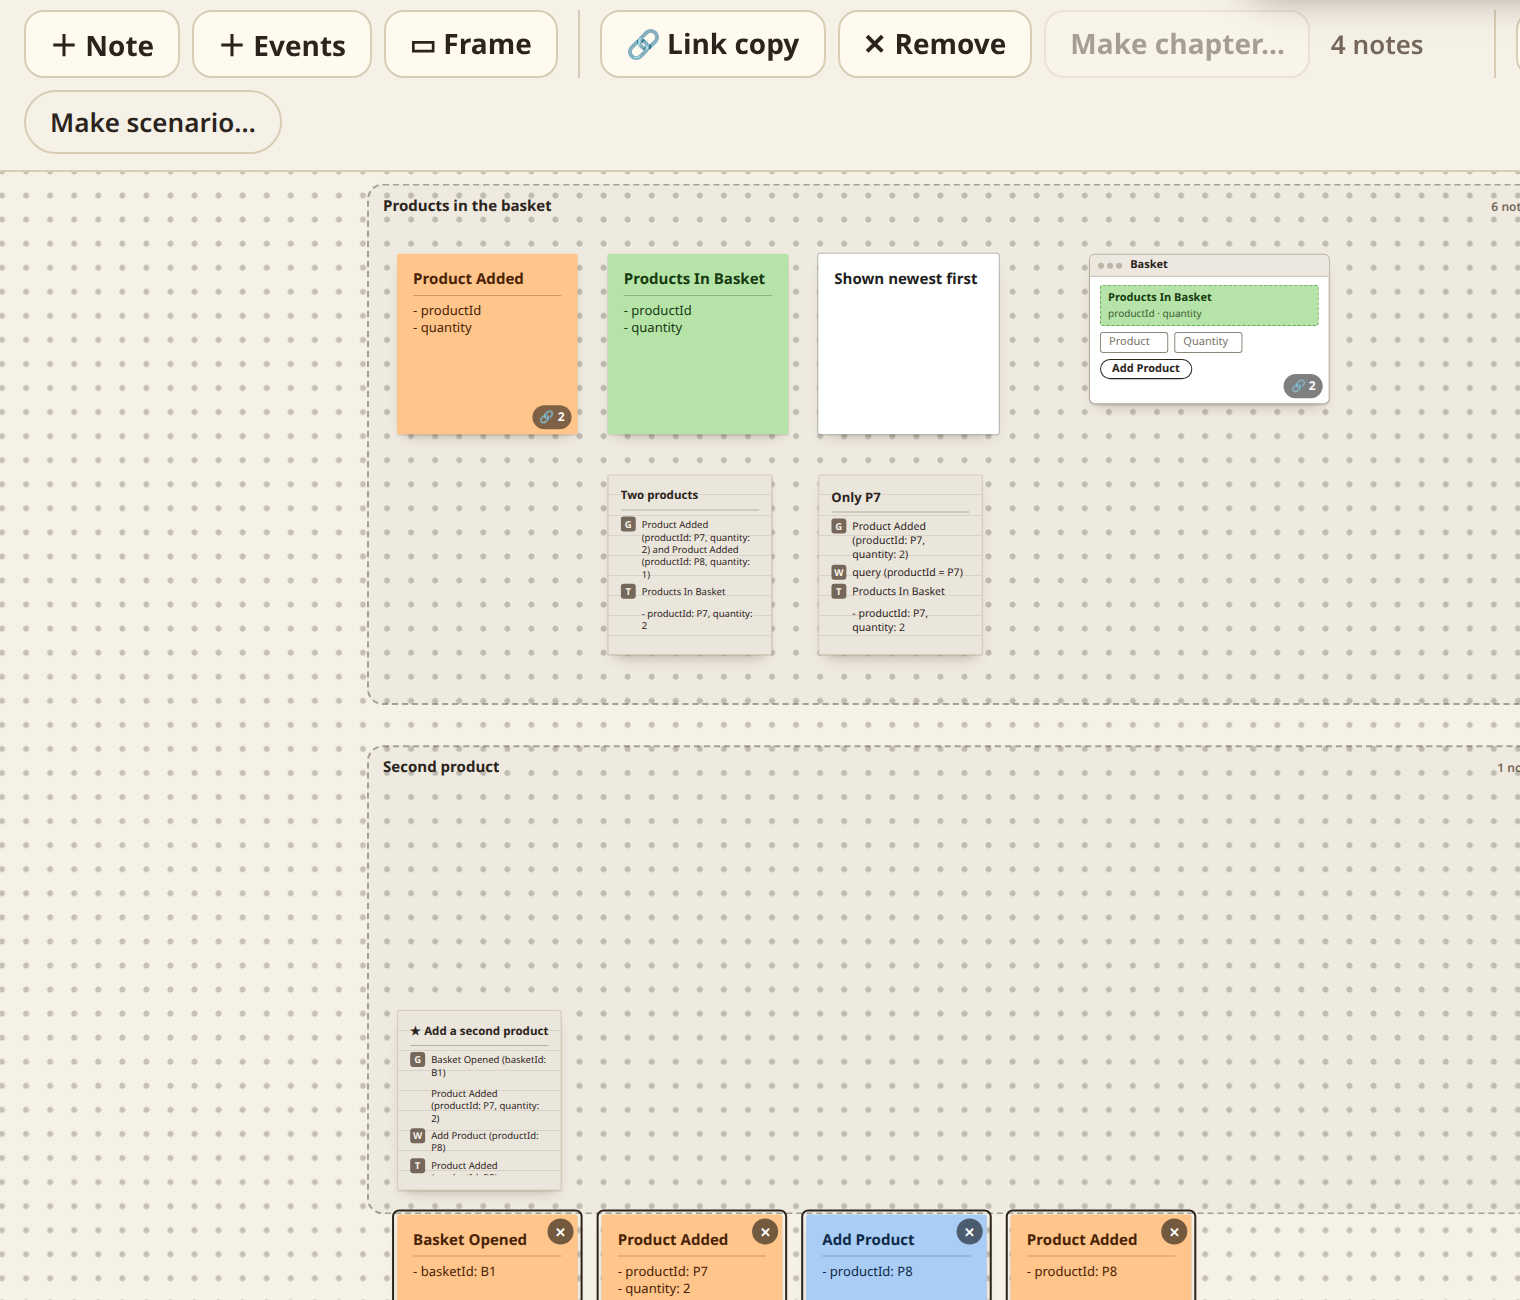 + Note
+ Events
Frame
Link copy
× Remove
Make chapter...
4 notes
Make scenario...
Products in the basket
Product Added
- productId
- quantity
2
Products In Basket
- productId
- quantity
Shown newest first
Basket
Products In Basket
productId · quantity
Product
Quantity
Add Product
2
Two products
G Product Added
(productId: P7, quantity:
2) and Product Added
(productId: P8, quantity:
1)
T Products In Basket
- productId: P7, quantity:
2
Only P7
G Product Added
(productId: P7,
quantity: 2)
W query (productId = P7)
T Products In Basket
- productId: P7,
quantity: 2
Second product
★ Add a second product
G Basket Opened (basketId:
B1)
Product Added
(productId: P7, quantity:
2)
W Add Product (productId:
P8)
T Product Added
Basket Opened
- basketId: B1
Product Added
- productId: P7
- quantity: 2
Add Product
- productId: P8
Product Added
- productId: P8